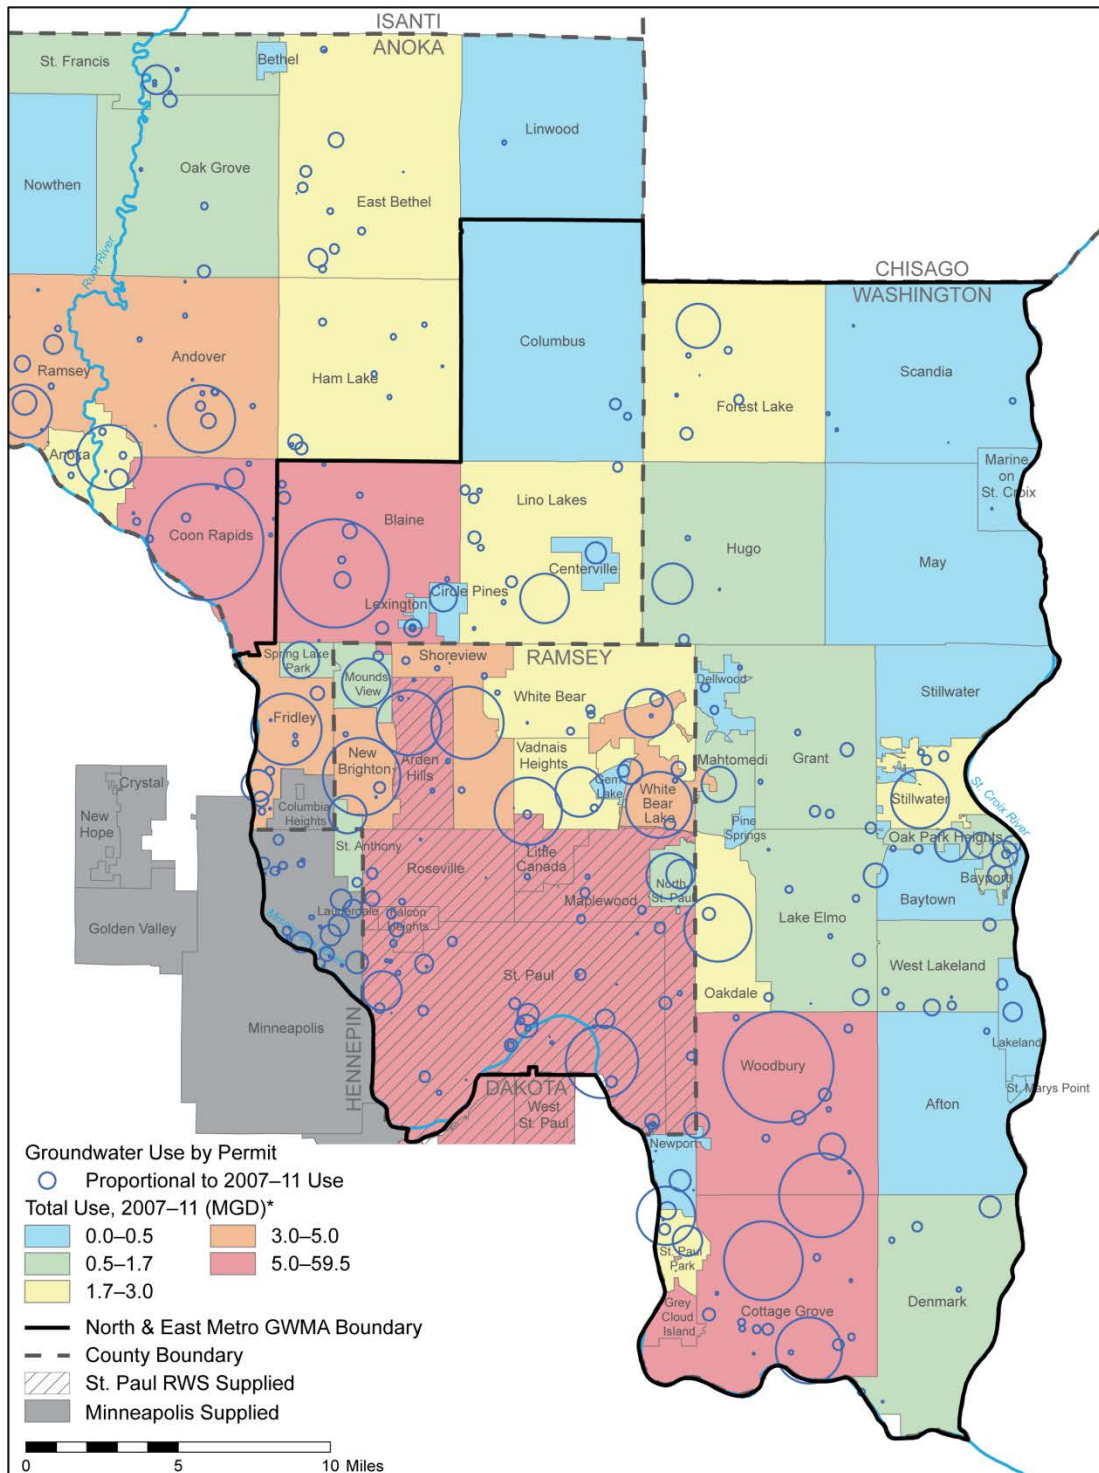 ISANTI
ANOKA
St. Francis
Bethel
Linwood
Nowthen
Oak Grove
East Bethel
Rum River
CHISAGO
WASHINGTON
Columbus
Andover
Ramsey
Ham Lake
Scandia
Forest Lake
Anoka
Marine
on
St. Croix
Lino Lakes
Blaine
Coon Rapids
Hugo
May
Centerville
Circle Pines
Lexington
Spring Lake
Park
Shoreview
RAMSEY
Mounds
View
White Bear
Dellwood
Stillwater
Fridley
New
Brighton
Arden
Hills
Vadnais
Heights
Gem
Lake
Mahtomedi
Grant
White
Bear
Lake
Stillwater
St. Croix River
Crystal
New
Hope
Columbia
Heights
Pine
Springs
Oak Park Heights
St. Anthony
Roseville
Little
Canada
North
St. Paul
Bayport
Baytown
Maplewood
Lauderdale
Falcon
Heights
Lake Elmo
Golden Valley
West Lakeland
St. Paul
Oakdale
Minneapolis
HENNEPIN
Lakeland
Woodbury
St. Marys Point
DAKOTA
West
St. Paul
Afton
Newport
St. Paul
Park
Grey
Cloud
Island
Cottage Grove
Denmark
Groundwater Use by Permit
Proportional to 2007–11 Use
Total Use, 2007–11 (MGD)*
0.0–0.5
3.0–5.0
0.5–1.7
5.0–59.5
1.7–3.0
North & East Metro GWMA Boundary
County Boundary
St. Paul RWS Supplied
Minneapolis Supplied
0 5 10 Miles